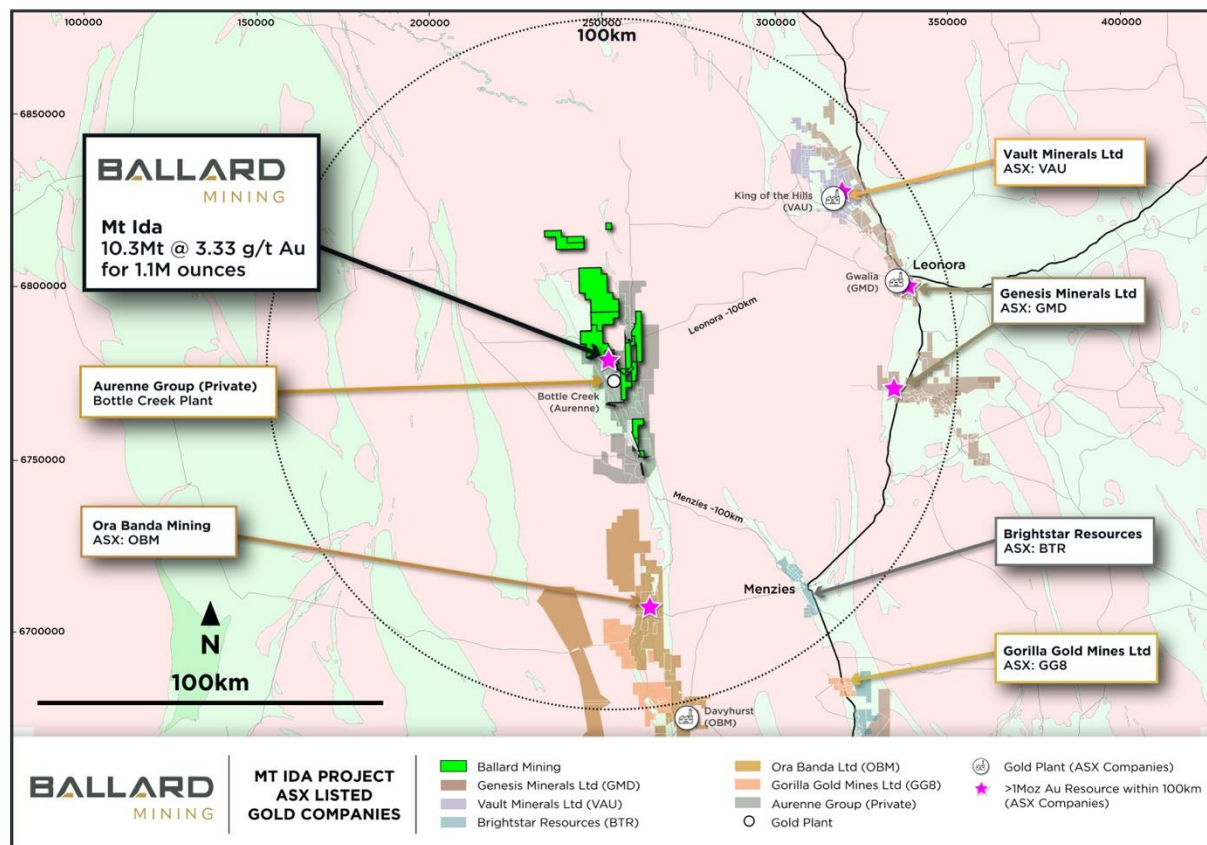 100000
150000
200000
250000
300000
350000
400000
100km
6850000
6800000
6750000
6700000
BALLARD
MINING
Mt Ida
10.3Mt @ 3.33 g/t Au
for 1.1M ounces
Aurenne Group (Private)
Bottle Creek Plant
Ora Banda Mining
ASX: OBM
Vault Minerals Ltd
ASX: VAU
Genesis Minerals Ltd
ASX: GMD
Brightstar Resources
ASX: BTR
Gorilla Gold Mines Ltd
ASX: GG8
King of the Hills
(VAU)
Gwalia
(GMD)
Leonora
Leonora ~100km
Bottle Creek
(Aurenne)
Menzies ~100km
Menzies
Davyhurst
(OBM)
N
100km
BALLARD
MINING
MT IDA PROJECT
ASX LISTED
GOLD COMPANIES
Ballard Mining
Genesis Minerals Ltd (GMD)
Vault Minerals Ltd (VAU)
Brightstar Resources (BTR)
Ora Banda Ltd (OBM)
Gorilla Gold Mines Ltd (GG8)
Aurenne Group (Private)
Gold Plant
Gold Plant (ASX Companies)
>1Moz Au Resource within 100km
(ASX Companies)